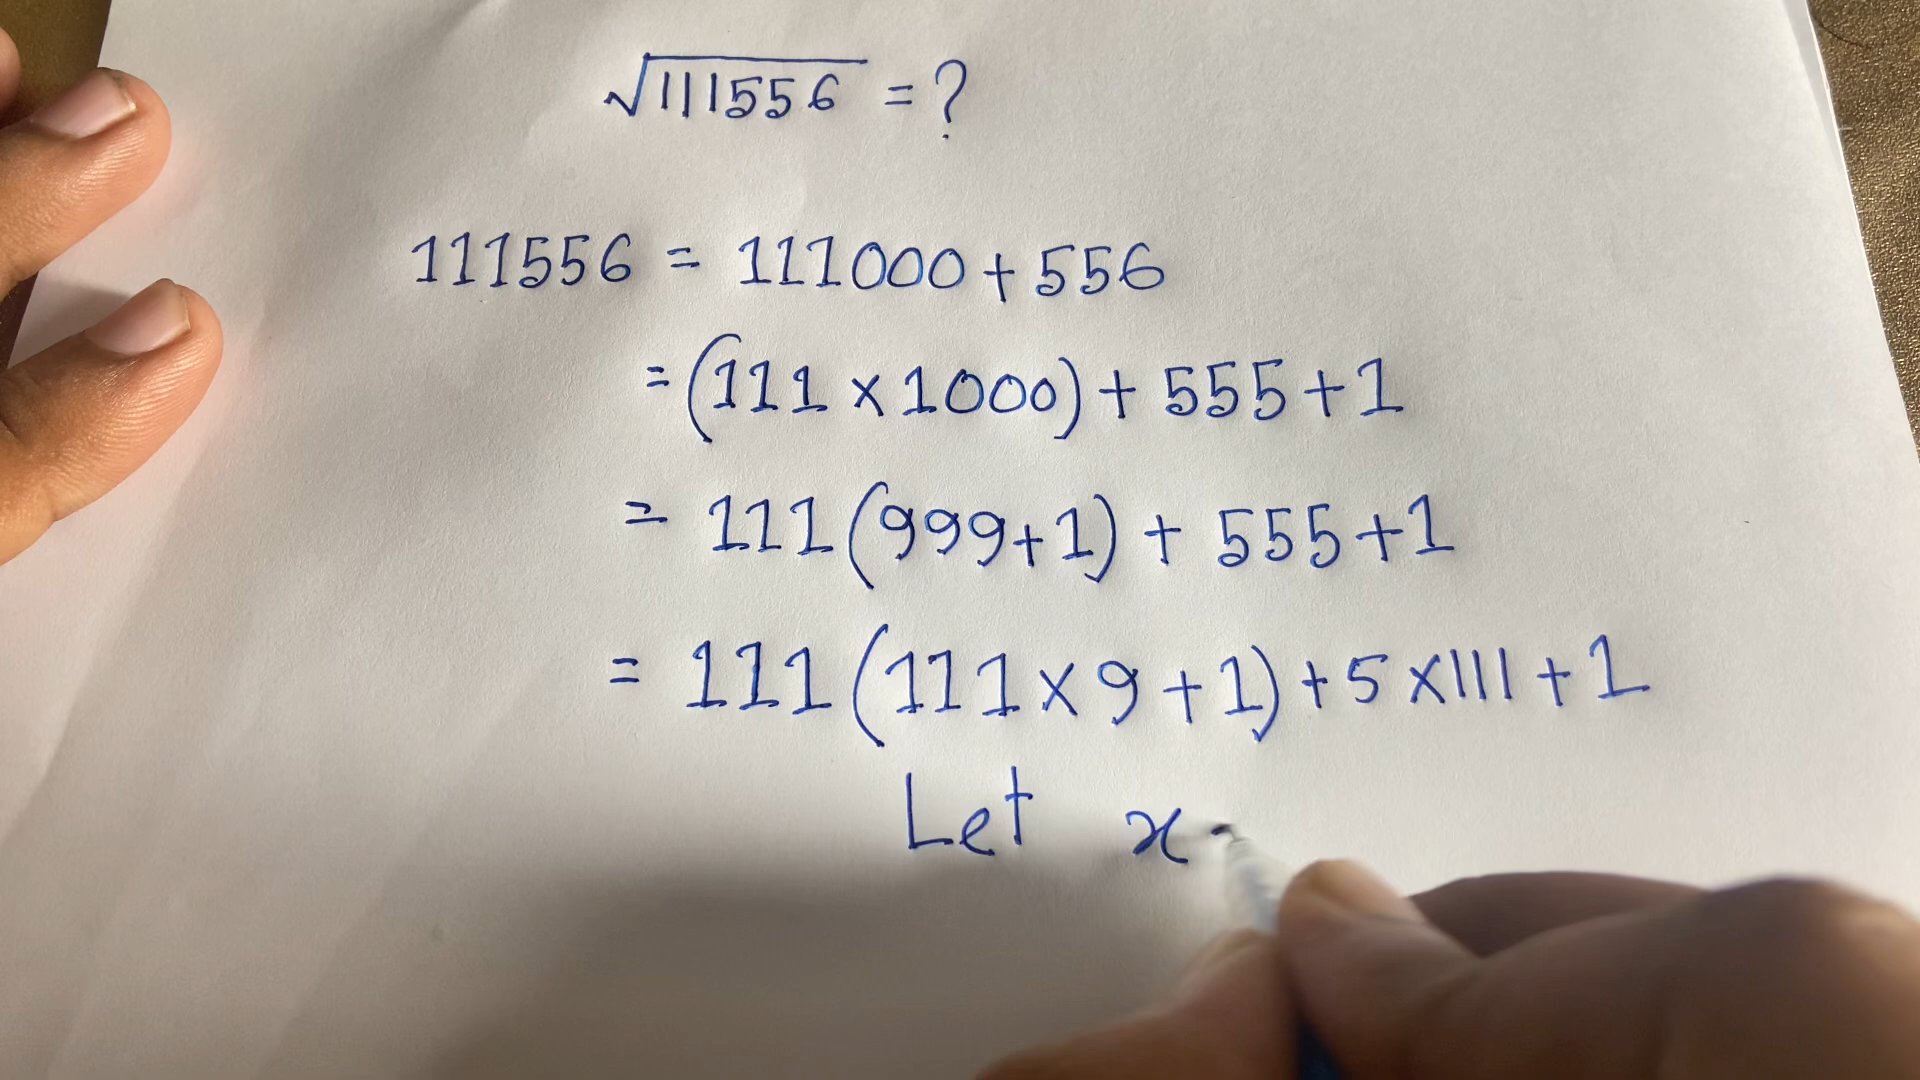 √111556 = ?
111556 = 111000 + 556
= (111 × 1000) + 555 + 1
= 111(999+1) + 555+1
= 111(111 × 9 + 1) + 5 × 111 + 1
Let x